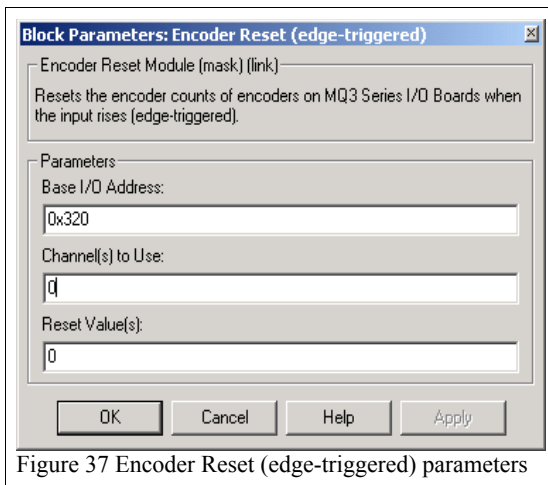 Block Parameters: Encoder Reset (edge-triggered)
Encoder Reset Module (mask) (link)
Resets the encoder counts of encoders on MQ3 Series I/O Boards when
the input rises (edge-triggered).
Parameters
Base I/O Address:
0x320
Channel(s) to Use:
0
Reset Value(s):
0
OK Cancel Help Apply
Figure 37 Encoder Reset (edge-triggered) parameters